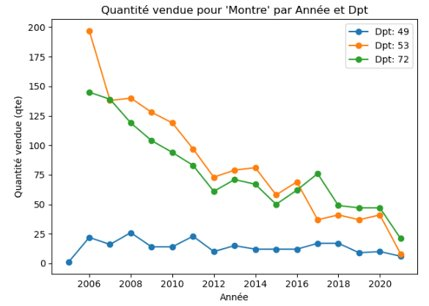 Quantité vendue pour 'Montre' par Année et Dpt
Dpt: 49
Dpt: 53
Dpt: 72
Quantité vendue (qte)
200
175
150
125
100
75
50
25
0
2006
2008
2010
2012
2014
2016
2018
2020
Année